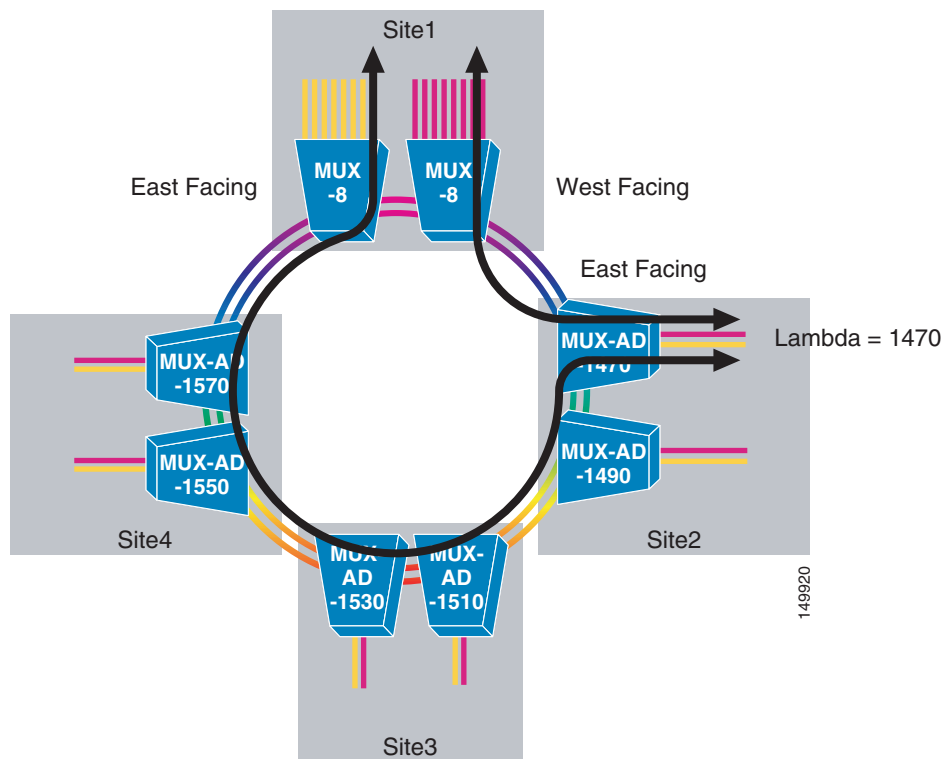 Site1
MUX
-8
MUX
-8
East Facing
West Facing
East Facing
MUX-AD
-1470
Lambda = 1470
MUX-AD
-1570
MUX-AD
-1550
MUX-AD
-1490
Site4
Site2
MUX
AD
-1530
MUX-
AD
-1510
149920
Site3